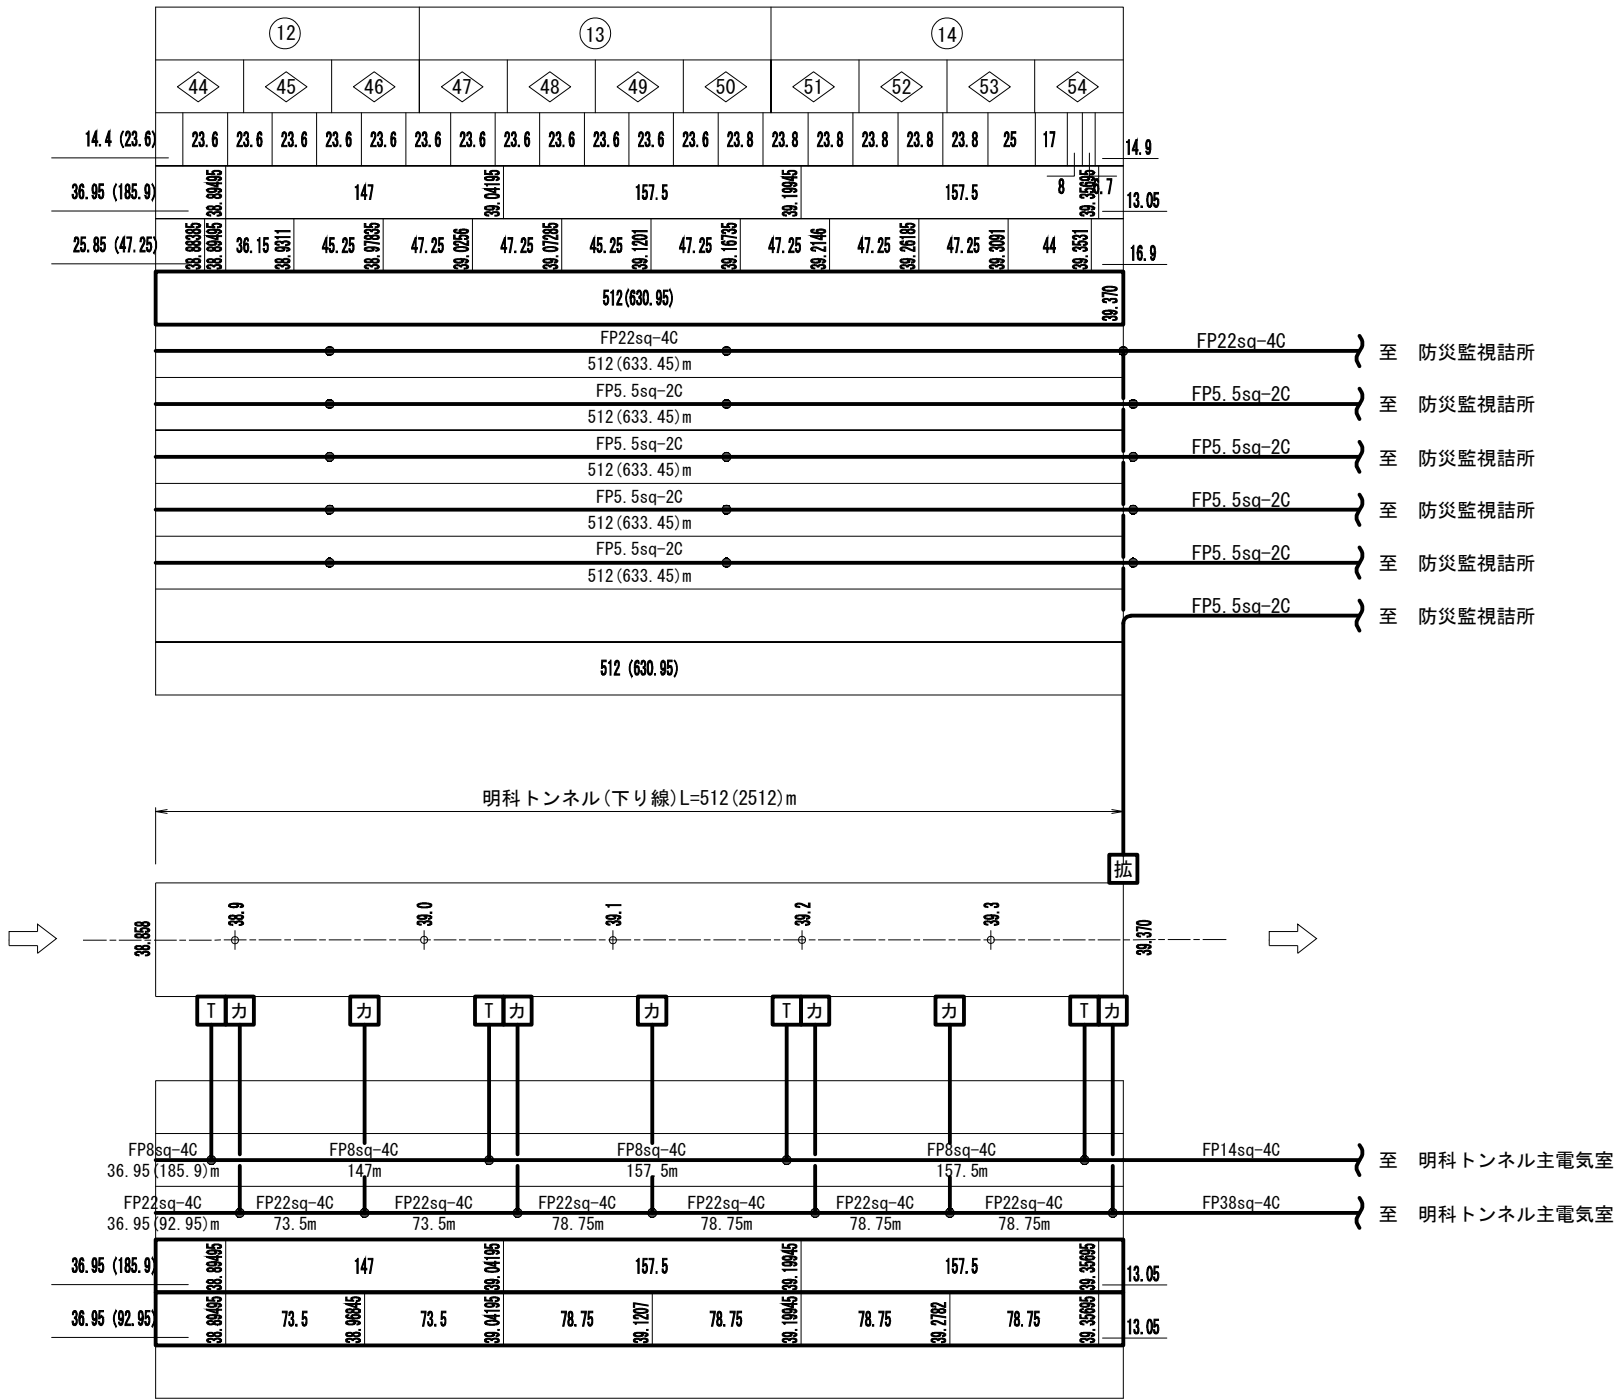 12 13 14
44 45 46 47 48 49 50 51 52 53 54
14.4 (23.6) 23.6 23.6 23.6 23.6 23.6 23.6 23.6 23.6 23.6 23.6 23.6 23.6 23.8 23.8 23.8 23.8 23.8 23.8 25 17 14.9
8
36.95 (185.9) 38.89495 147 39.04195 157.5 39.19945 157.5 39.35695 13.05
25.85 (47.25) 38.88385 38.89495 36.15 38.9311 45.25 38.97835 47.25 39.0256 47.25 39.07285 45.25 39.1201 47.25 39.16735 47.25 39.2146 47.25 39.26185 47.25 39.3091 44 39.3531 16.9
512(630.95) 39.370
FP22sq-4C FP22sq-4C 至 防災監視詰所
512(633.45)m
FP5.5sq-2C FP5.5sq-2C 至 防災監視詰所
512(633.45)m
FP5.5sq-2C FP5.5sq-2C 至 防災監視詰所
512(633.45)m
FP5.5sq-2C FP5.5sq-2C 至 防災監視詰所
512(633.45)m
FP5.5sq-2C FP5.5sq-2C 至 防災監視詰所
512(633.45)m
FP5.5sq-2C 至 防災監視詰所
512 (630.95)
明科トンネル(下り線)L=512(2512)m
拡
38.858 38.9 39.0 39.1 39.2 39.3 39.370
T カ カ T カ カ T カ カ T カ
FP8sq-4C FP8sq-4C FP8sq-4C FP8sq-4C FP14sq-4C 至 明科トンネル主電気室
36.95(185.9)m 147m 157.5m 157.5m
FP22sq-4C FP22sq-4C FP22sq-4C FP22sq-4C FP22sq-4C FP22sq-4C FP22sq-4C FP38sq-4C 至 明科トンネル主電気室
36.95(92.95)m 73.5m 73.5m 78.75m 78.75m 78.75m 78.75m
36.95 (185.9) 38.89495 147 39.04195 157.5 39.19945 157.5 39.35695 13.05
36.95 (92.95) 38.89495 73.5 38.96845 73.5 39.04195 78.75 39.1207 78.75 39.19945 78.75 39.2782 78.75 39.35695 13.05